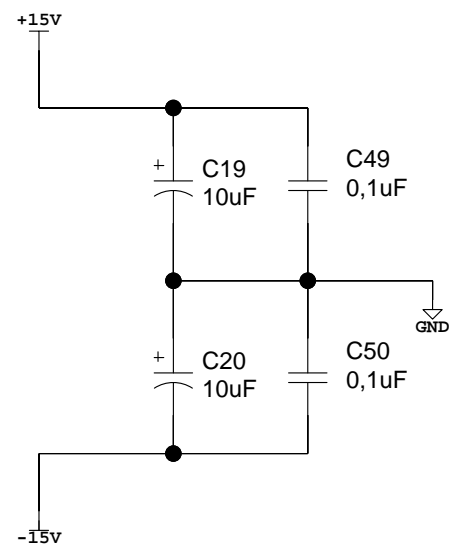 +15V
+
C19
10uF
C49
0,1uF
GND
+
C20
10uF
C50
0,1uF
-15V